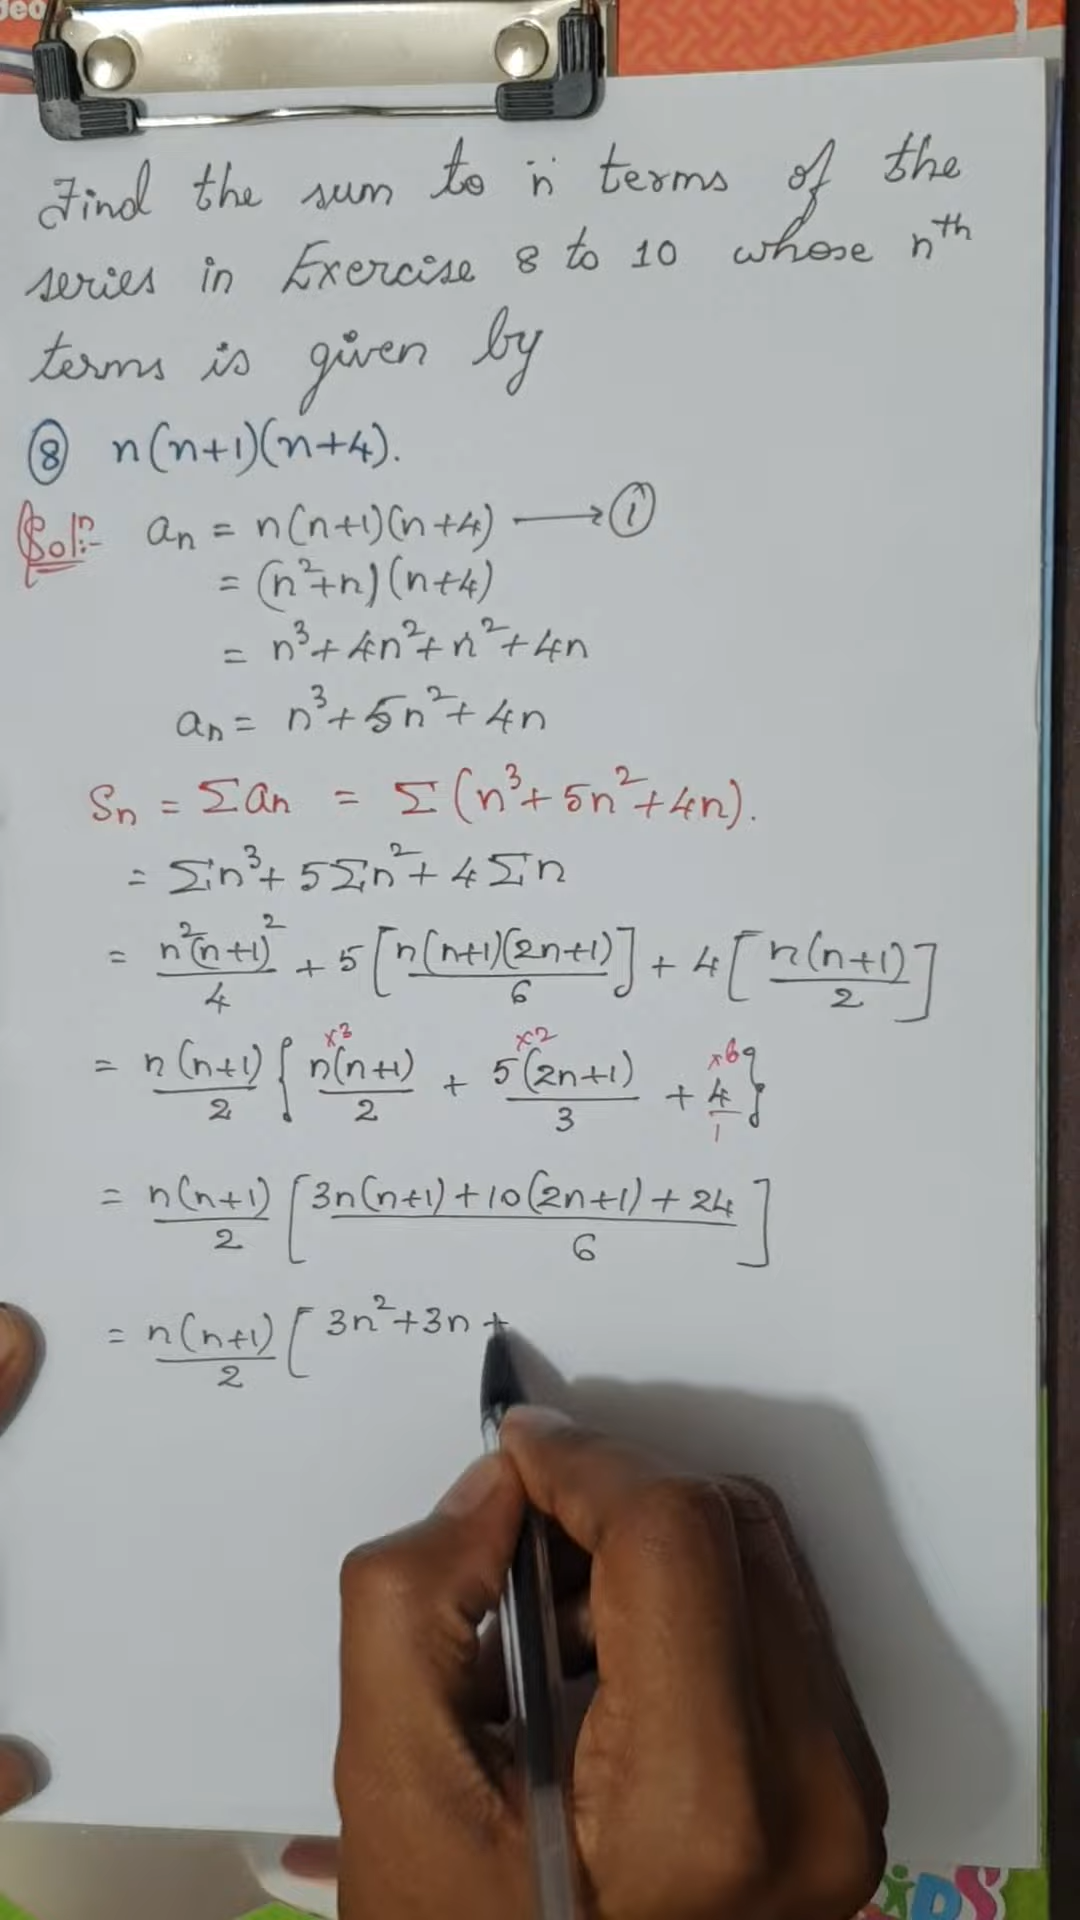 deo
Find the sum to 'n' terms of the
series in Exercise 8 to 10 whose nth
terms is given by
⑧ n(n+1)(n+4).
Solⁿ:- an = n(n+1)(n+4) ⟶ ①
= (n²+n)(n+4)
= n³+4n²+n²+4n
an = n³+5n²+4n
Sn = Σan = Σ(n³+5n²+4n).
= Σn³+5Σn²+4Σn
= n²(n+1)²/4 + 5[n(n+1)(2n+1)/6] + 4[n(n+1)/2]
×3 ×2 ×6
= n(n+1)/2 {n(n+1)/2 + 5(2n+1)/3 + 4/1}
= n(n+1)/2 [3n(n+1)+10(2n+1)+24/6]
= n(n+1)/2 [3n²+3n+